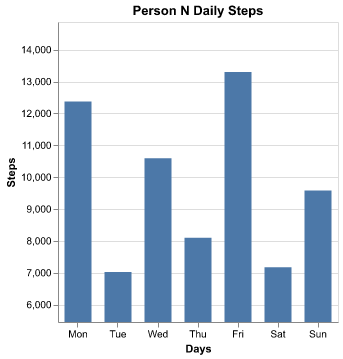 Person N Daily Steps
14,000
13,000
12,000
11,000
10,000
9,000
8,000
7,000
6,000
Steps
Mon Tue Wed Thu Fri Sat Sun
Days